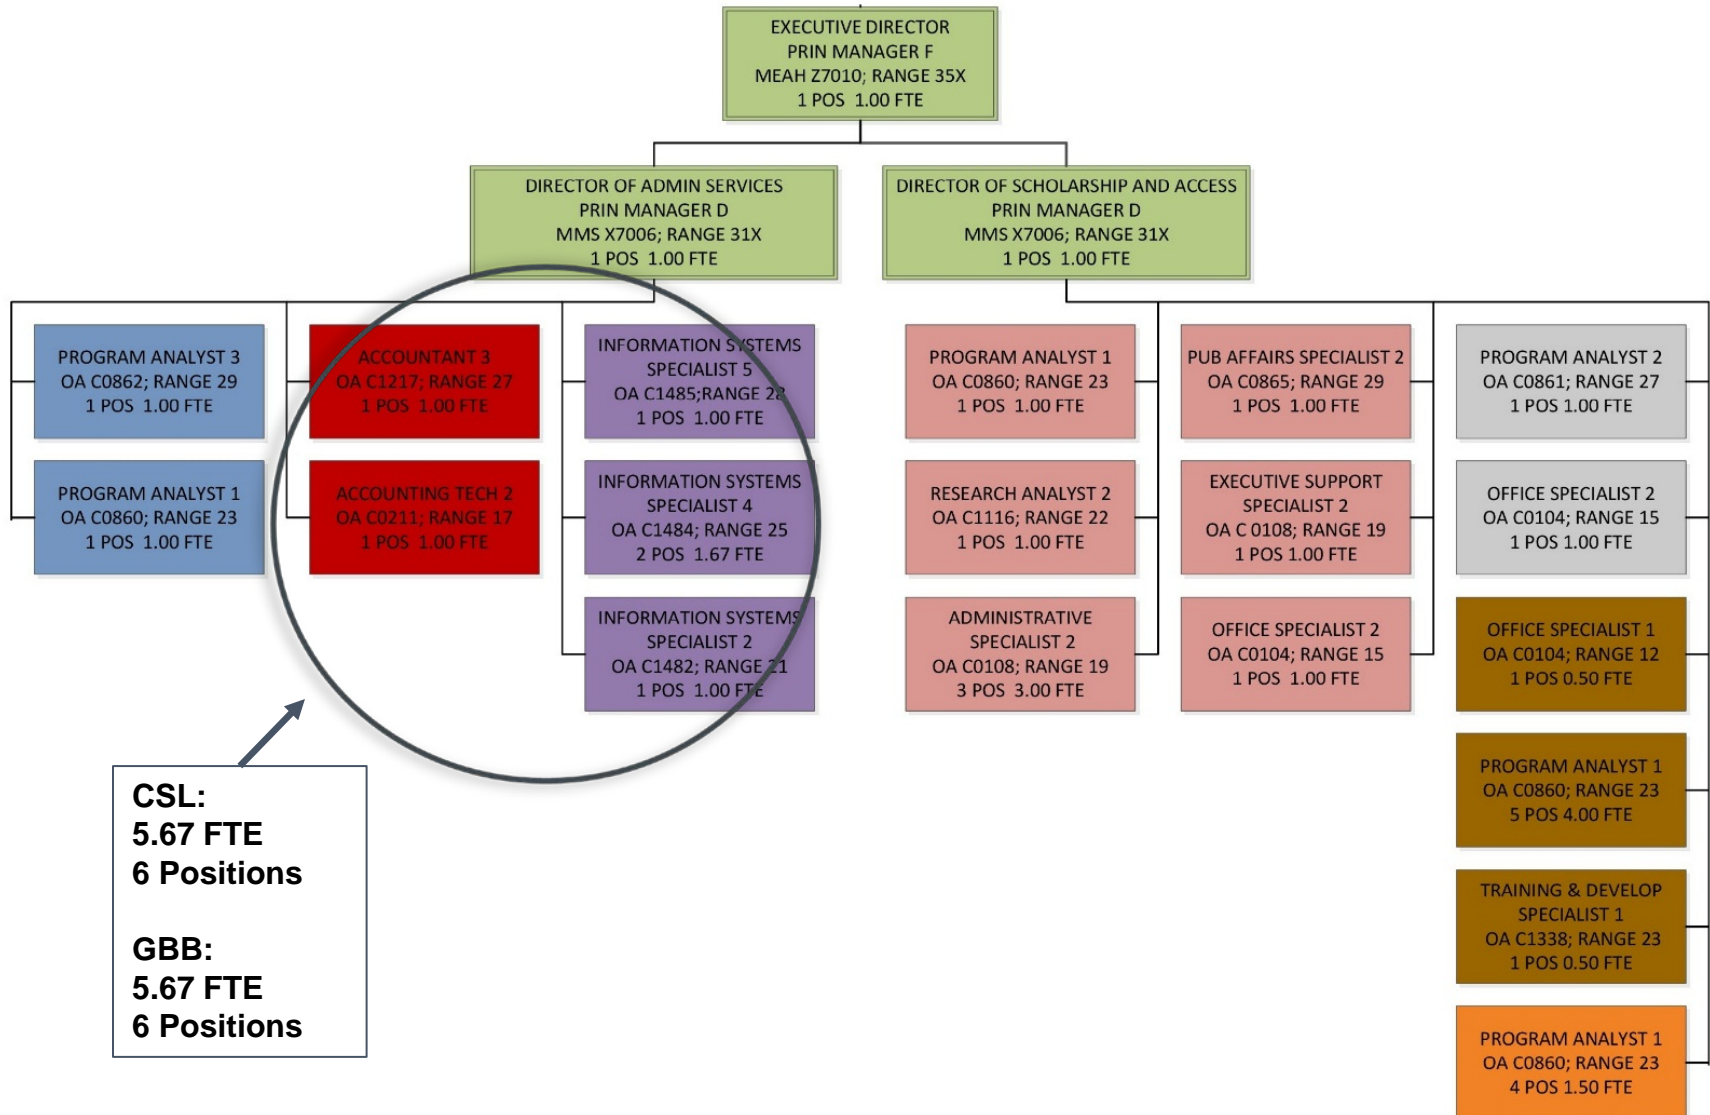 EXECUTIVE DIRECTOR
PRIN MANAGER F
MEAH Z7010; RANGE 35X
1 POS 1.00 FTE
DIRECTOR OF ADMIN SERVICES
PRIN MANAGER D
MMS X7006; RANGE 31X
1 POS 1.00 FTE
DIRECTOR OF SCHOLARSHIP AND ACCESS
PRIN MANAGER D
MMS X7006; RANGE 31X
1 POS 1.00 FTE
PROGRAM ANALYST 3
OA C0862; RANGE 29
1 POS 1.00 FTE
PROGRAM ANALYST 1
OA C0860; RANGE 23
1 POS 1.00 FTE
ACCOUNTANT 3
OA C1217; RANGE 27
1 POS 1.00 FTE
ACCOUNTING TECH 2
OA C0211; RANGE 17
1 POS 1.00 FTE
INFORMATION SYSTEMS
SPECIALIST 5
OA C1485;RANGE 28
1 POS 1.00 FTE
INFORMATION SYSTEMS
SPECIALIST 4
OA C1484; RANGE 25
2 POS 1.67 FTE
INFORMATION SYSTEMS
SPECIALIST 2
OA C1482; RANGE 21
1 POS 1.00 FTE
PROGRAM ANALYST 1
OA C0860; RANGE 23
1 POS 1.00 FTE
RESEARCH ANALYST 2
OA C1116; RANGE 22
1 POS 1.00 FTE
ADMINISTRATIVE
SPECIALIST 2
OA C0108; RANGE 19
3 POS 3.00 FTE
PUB AFFAIRS SPECIALIST 2
OA C0865; RANGE 29
1 POS 1.00 FTE
EXECUTIVE SUPPORT
SPECIALIST 2
OA C 0108; RANGE 19
1 POS 1.00 FTE
OFFICE SPECIALIST 2
OA C0104; RANGE 15
1 POS 1.00 FTE
PROGRAM ANALYST 2
OA C0861; RANGE 27
1 POS 1.00 FTE
OFFICE SPECIALIST 2
OA C0104; RANGE 15
1 POS 1.00 FTE
OFFICE SPECIALIST 1
OA C0104; RANGE 12
1 POS 0.50 FTE
PROGRAM ANALYST 1
OA C0860; RANGE 23
5 POS 4.00 FTE
TRAINING & DEVELOP
SPECIALIST 1
OA C1338; RANGE 23
1 POS 0.50 FTE
PROGRAM ANALYST 1
OA C0860; RANGE 23
4 POS 1.50 FTE
CSL:
5.67 FTE
6 Positions
GBB:
5.67 FTE
6 Positions